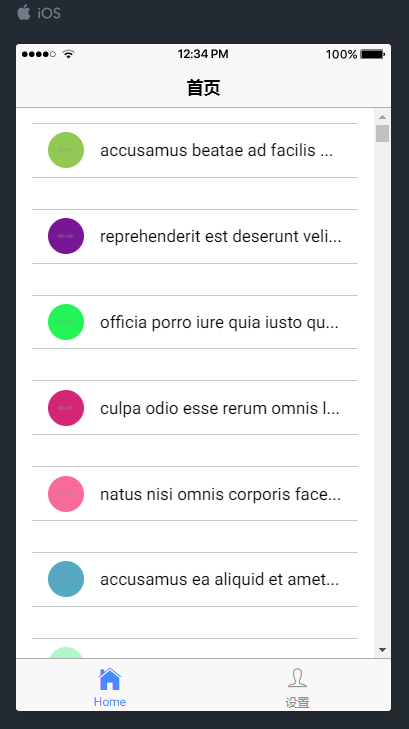 iOS
12:34 PM
100%
首页
accusamus beatae ad facilis ...
reprehenderit est deserunt veli...
officia porro iure quia iusto qu...
culpa odio esse rerum omnis l...
natus nisi omnis corporis face...
accusamus ea aliquid et amet...
Home
设置